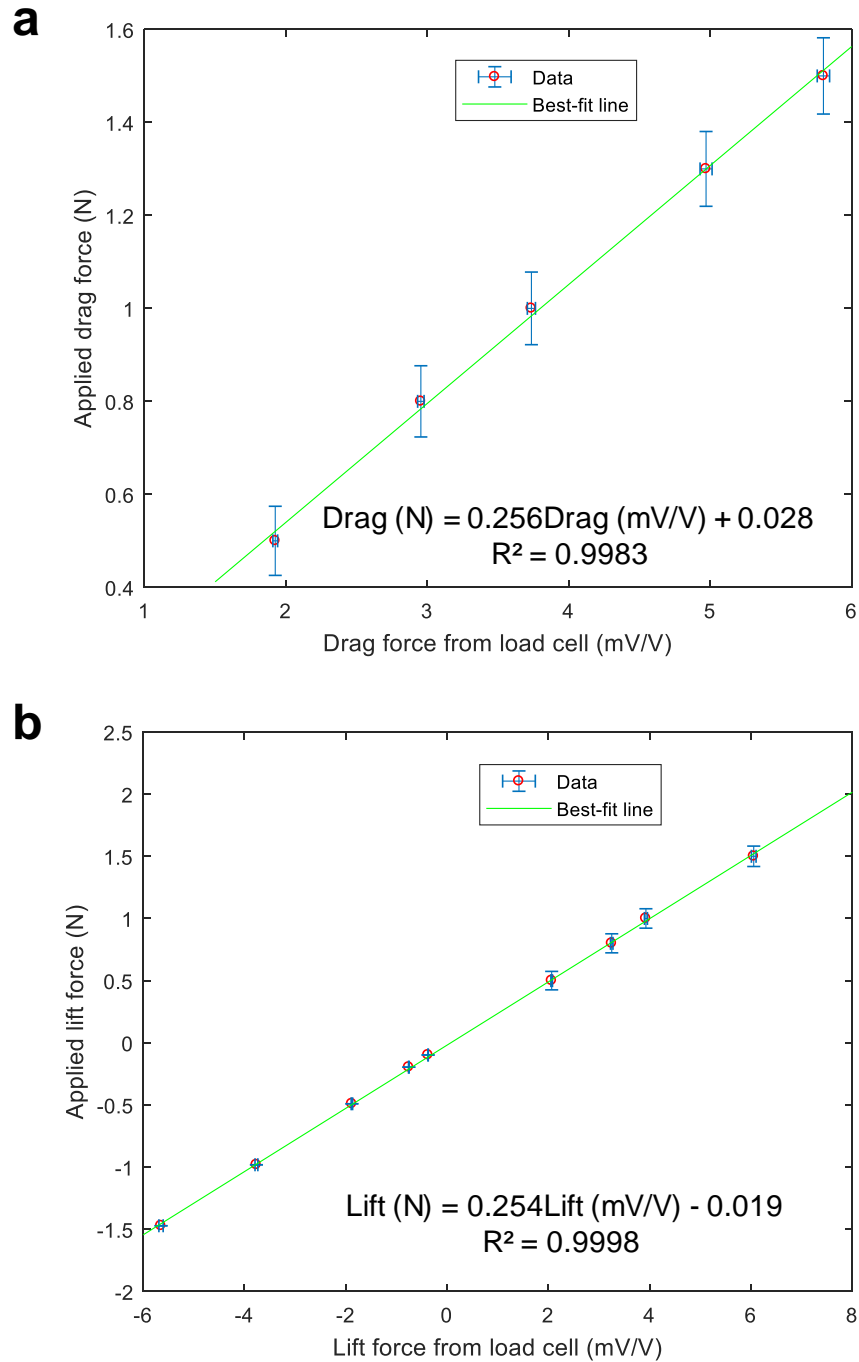 a
1.6
1.4
1.2
1
0.8
0.6
0.4
Applied drag force (N)
Data
Best-fit line
Drag (N) = 0.256Drag (mV/V) + 0.028
R² = 0.9983
1 2 3 4 5 6
Drag force from load cell (mV/V)
b
2.5
2
1.5
1
0.5
0
-0.5
-1
-1.5
-2
Applied lift force (N)
Data
Best-fit line
Lift (N) = 0.254Lift (mV/V) - 0.019
R² = 0.9998
-6 -4 -2 0 2 4 6 8
Lift force from load cell (mV/V)